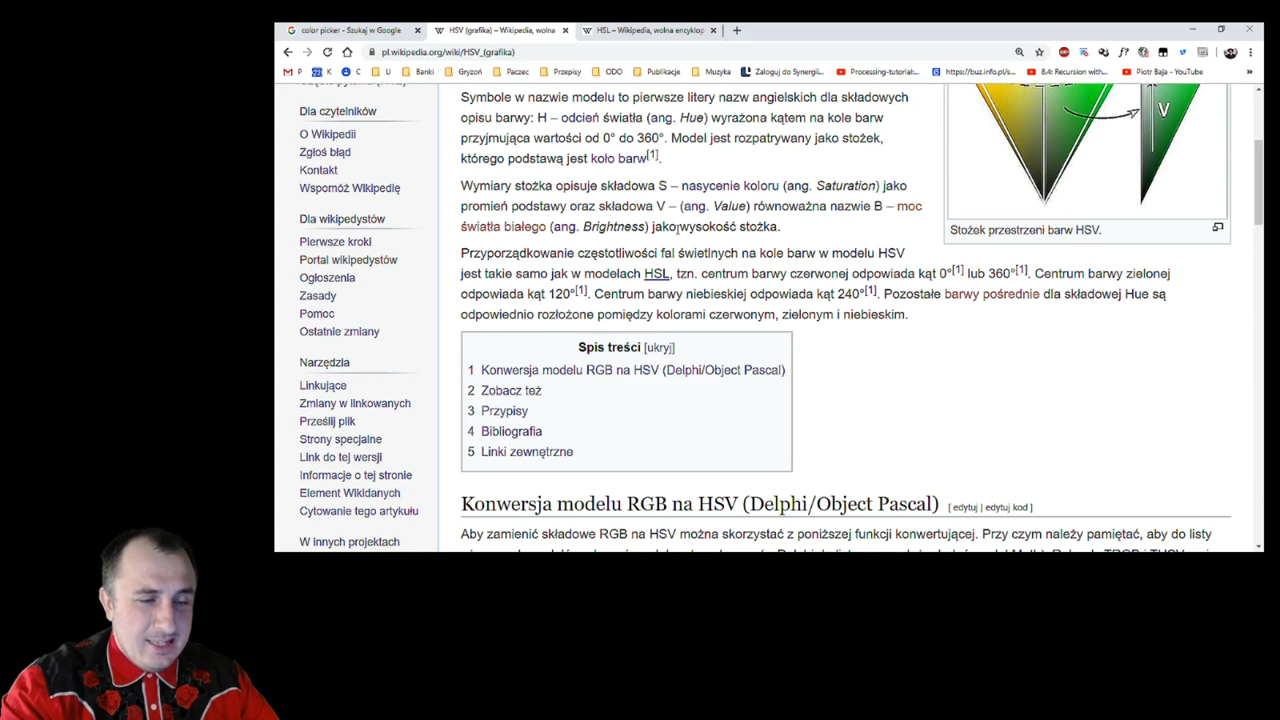 color picker - Szukaj w Google
HSV (grafika) – Wikipedia, wolna
HSL – Wikipedia, wolna encyklop
pl.wikipedia.org/wiki/HSV_(grafika)
P
K
C
U
Banki
Gryzoń
Paczec
Przepisy
ODO
Publikacje
Muzyka
Zaloguj do Synergii...
Processing-tutorial:...
https://buz.info.pl/s...
8.4: Recursion with...
Piotr Baja - YouTube
Dla czytelników
O Wikipedii
Zgłoś błąd
Kontakt
Wspomóż Wikipedię
Dla wikipedystów
Pierwsze kroki
Portal wikipedystów
Ogłoszenia
Zasady
Pomoc
Ostatnie zmiany
Narzędzia
Linkujące
Zmiany w linkowanych
Prześlij plik
Strony specjalne
Link do tej wersji
Informacje o tej stronie
Element Wikidanych
Cytowanie tego artykułu
W innych projektach
Symbole w nazwie modelu to pierwsze litery nazw angielskich dla składowych
opisu barwy: H – odcień światła (ang. Hue) wyrażona kątem na kole barw
przyjmująca wartości od 0° do 360°. Model jest rozpatrywany jako stożek,
którego podstawą jest koło barw[1].
Wymiary stożka opisuje składowa S – nasycenie koloru (ang. Saturation) jako
promień podstawy oraz składowa V – (ang. Value) równoważna nazwie B – moc
światła białego (ang. Brightness) jako wysokość stożka.
Przyporządkowanie częstotliwości fal świetlnych na kole barw w modelu HSV
jest takie samo jak w modelach HSL, tzn. centrum barwy czerwonej odpowiada kąt 0°[1] lub 360°[1]. Centrum barwy zielonej
odpowiada kąt 120°[1]. Centrum barwy niebieskiej odpowiada kąt 240°[1]. Pozostałe barwy pośrednie dla składowej Hue są
odpowiednio rozłożone pomiędzy kolorami czerwonym, zielonym i niebieskim.
V
Stożek przestrzeni barw HSV.
Spis treści [ukryj]
1 Konwersja modelu RGB na HSV (Delphi/Object Pascal)
2 Zobacz też
3 Przypisy
4 Bibliografia
5 Linki zewnętrzne
Konwersja modelu RGB na HSV (Delphi/Object Pascal) [ edytuj | edytuj kod ]
Aby zamienić składowe RGB na HSV można skorzystać z poniższej funkcji konwertującej. Przy czym należy pamiętać, aby do listy